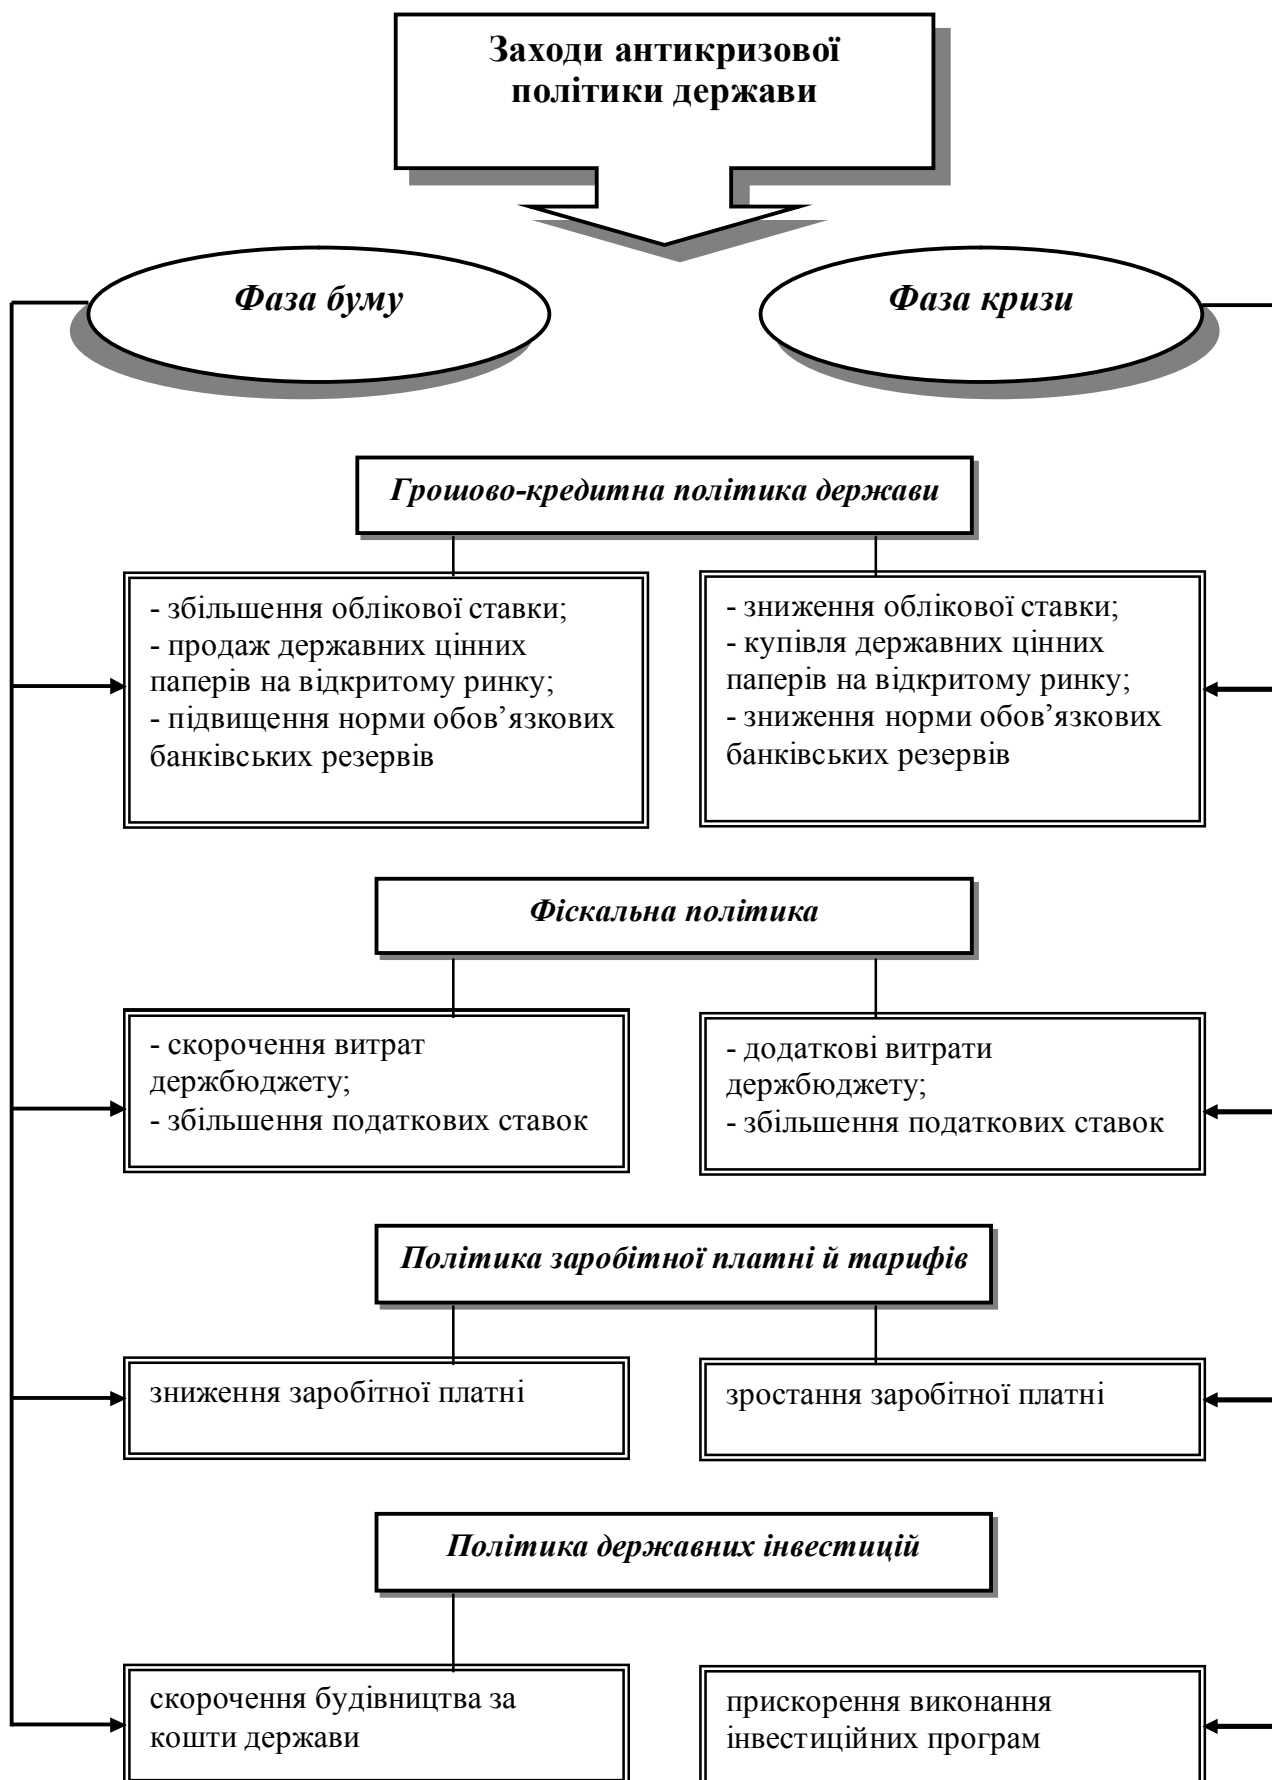 Заходи антикризової
політики держави
Фаза буму
Фаза кризи
Грошово-кредитна політика держави
- збільшення облікової ставки;
- продаж державних цінних
паперів на відкритому ринку;
- підвищення норми обов’язкових
банківських резервів
- зниження облікової ставки;
- купівля державних цінних
паперів на відкритому ринку;
- зниження норми обов’язкових
банківських резервів
Фіскальна політика
- скорочення витрат
держбюджету;
- збільшення податкових ставок
- додаткові витрати
держбюджету;
- збільшення податкових ставок
Політика заробітної платні й тарифів
зниження заробітної платні
зростання заробітної платні
Політика державних інвестицій
скорочення будівництва за
кошти держави
прискорення виконання
інвестиційних програм